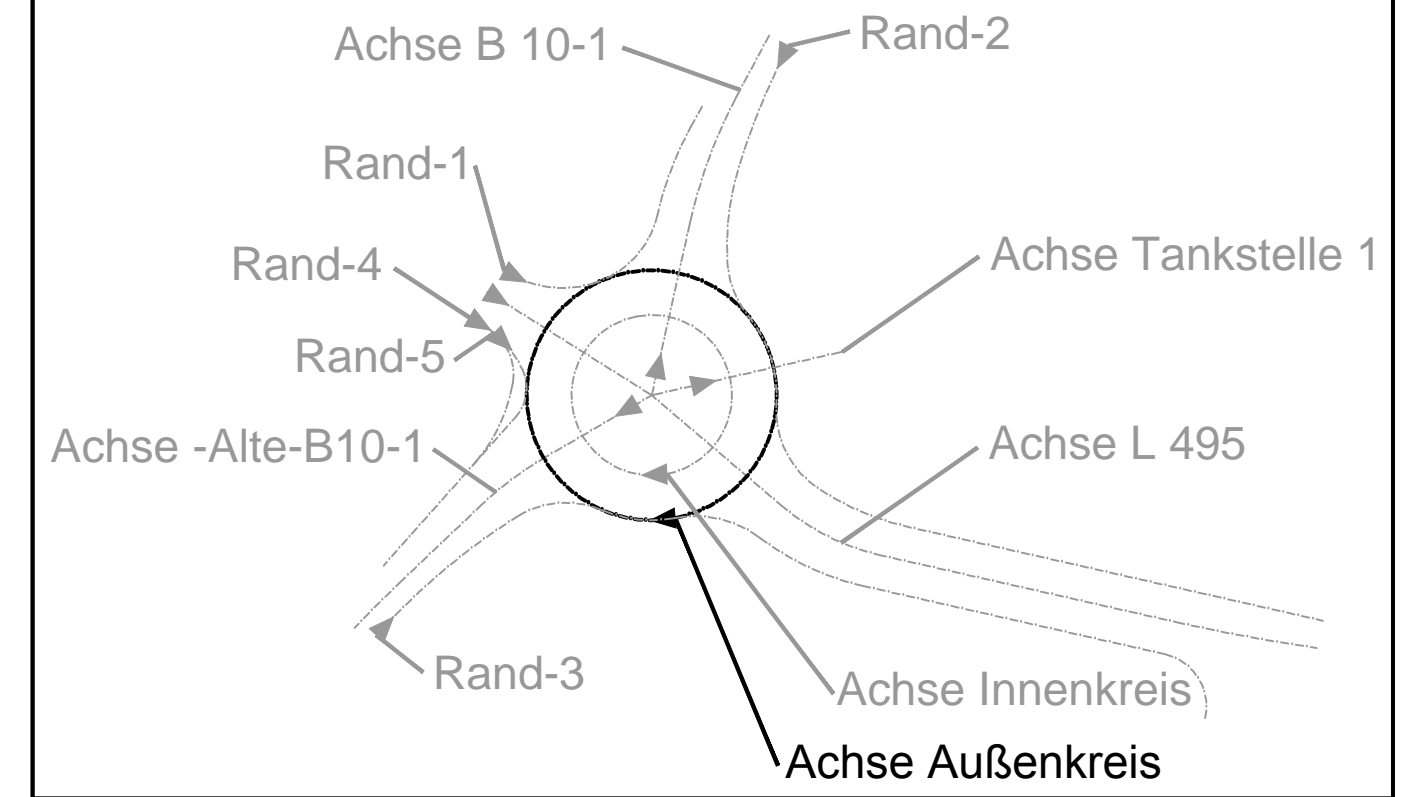 Achse B 10-1
Rand-2
Rand-1
Rand-4
Achse Tankstelle 1
Rand-5
Achse -Alte-B10-1
Achse L 495
Rand-3
Achse Innenkreis
Achse Außenkreis